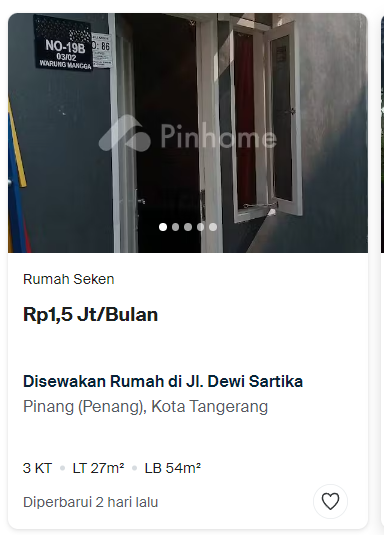 NO-19B
03/02
WARUNG MANGGA
O: 86
Pinhome
Rumah Seken
Rp1,5 Jt/Bulan
Disewakan Rumah di Jl. Dewi Sartika
Pinang (Penang), Kota Tangerang
3 KT • LT 27m² • LB 54m²
Diperbarui 2 hari lalu